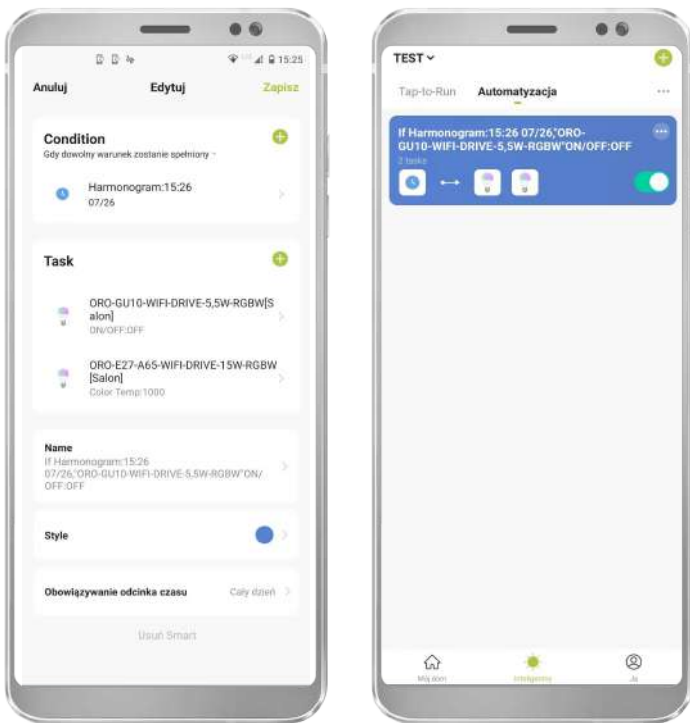 15:25
Anuluj
Edytuj
Zapisz
Condition
Gdy dowolny warunek zostanie spełniony
Harmonogram:15:26
07/26
Task
ORO-GU10-WIFI-DRIVE-5,5W-RGBW[S
alon]
ON/OFF:OFF
ORO-E27-A65-WIFI-DRIVE-15W-RGBW
[Salon]
Color Temp:1000
Name
If Harmonogram:15:26
07/26,"ORO-GU10-WIFI-DRIVE-5,5W-RGBW"ON/
OFF:OFF
Style
Obowiązywanie odcinka czasu
Cały dzień
Usuń Smart
TEST
Tap-to-Run
Automatyzacja
If Harmonogram:15:26 07/26,"ORO-
GU10-WIFI-DRIVE-5,5W-RGBW"ON/OFF:OFF
2 tasks
Mój dom
Inteligentny
Ja